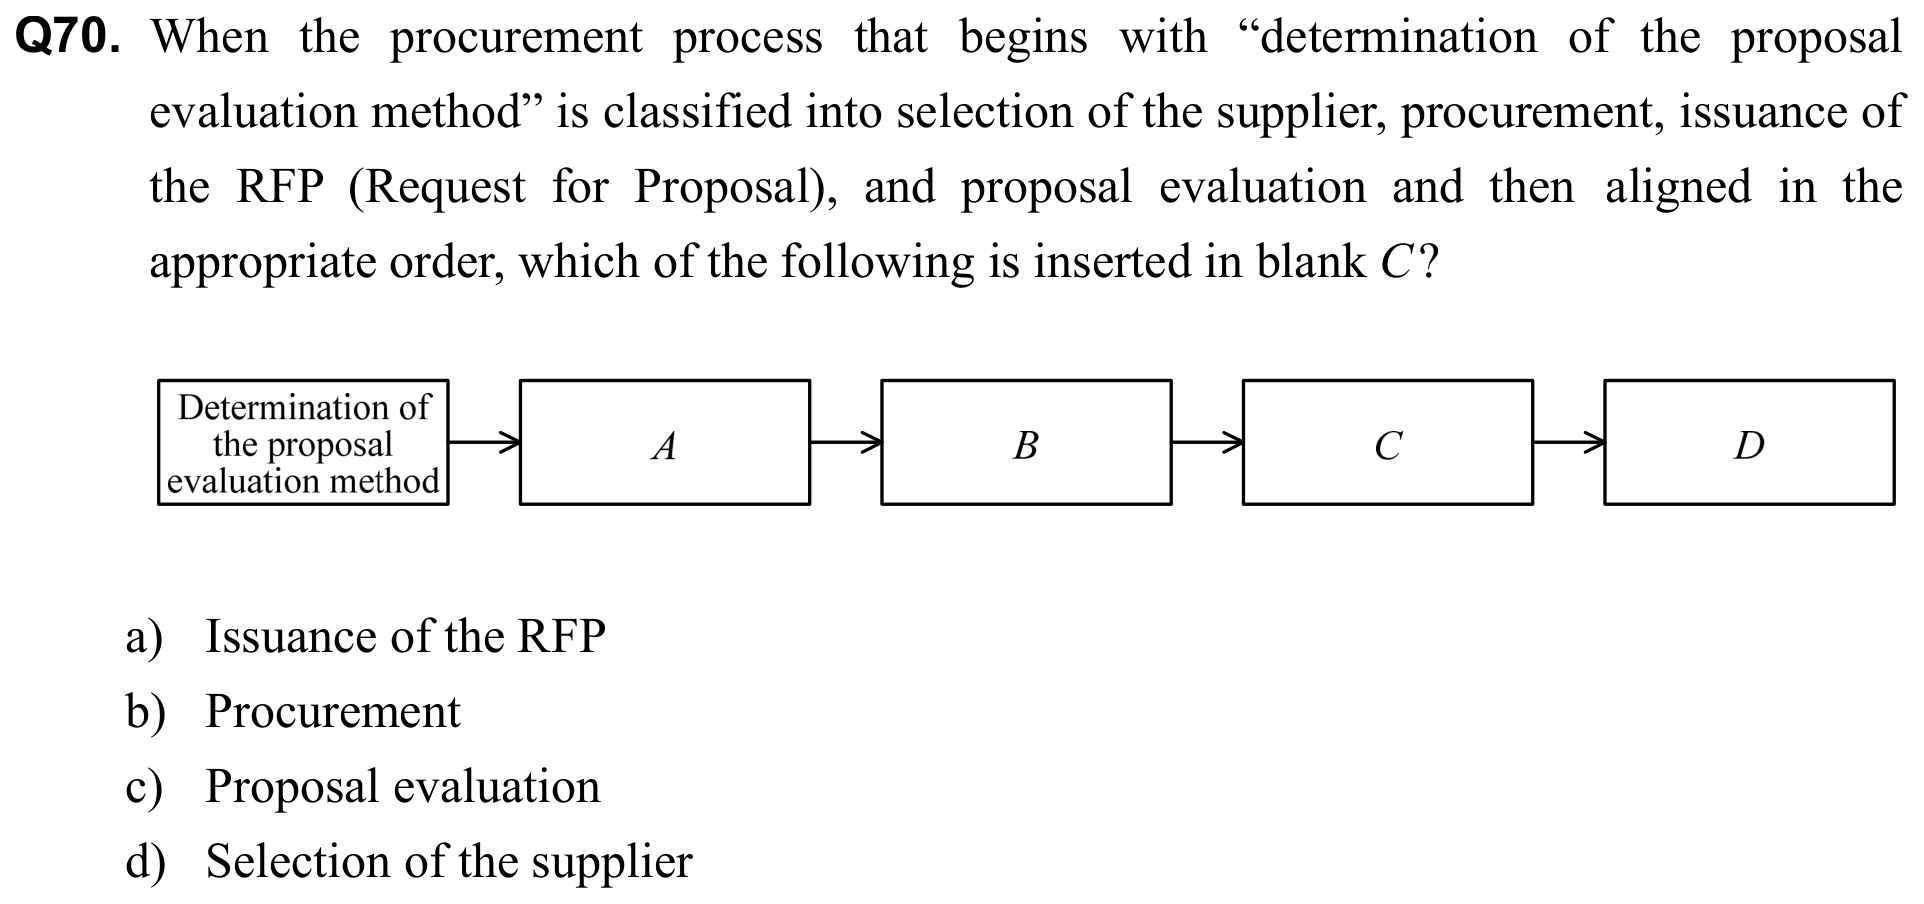 Q70. When the procurement process that begins with “determination of the proposal
evaluation method” is classified into selection of the supplier, procurement, issuance of
the RFP (Request for Proposal), and proposal evaluation and then aligned in the
appropriate order, which of the following is inserted in blank C?
Determination of
the proposal
evaluation method
A
B
C
D
a) Issuance of the RFP
b) Procurement
c) Proposal evaluation
d) Selection of the supplier